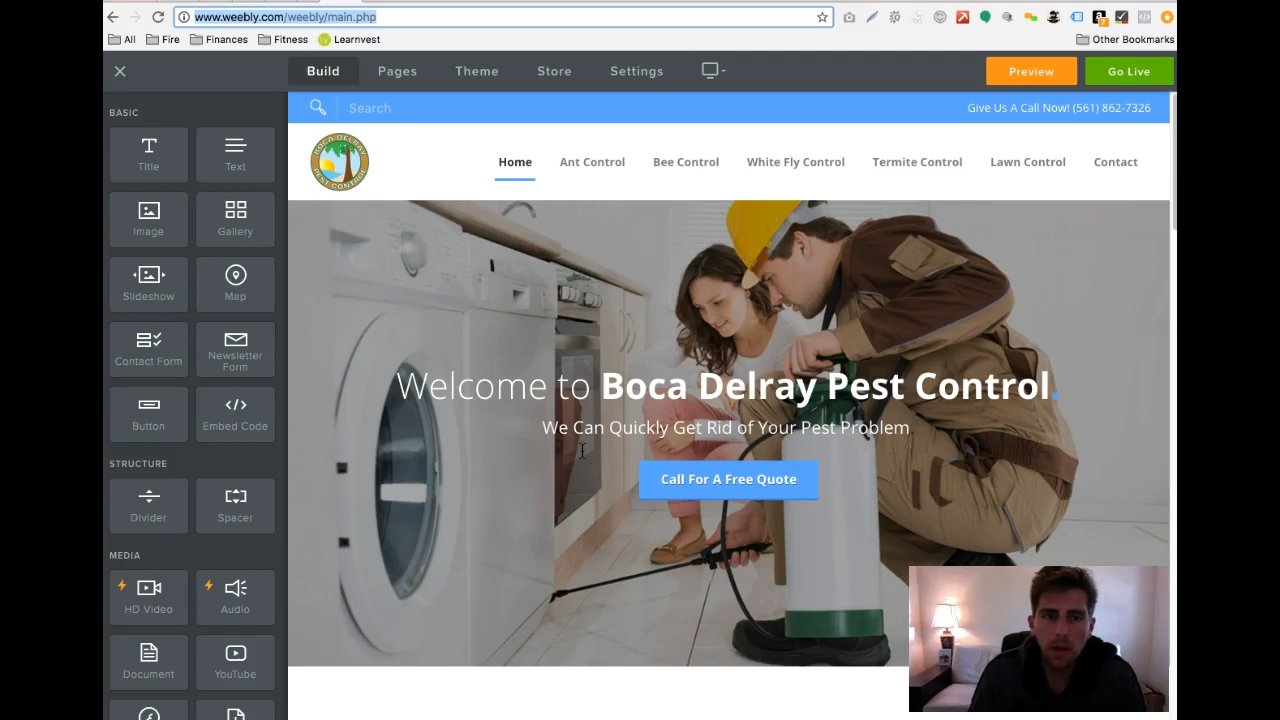 www.weebly.com/weebly/main.php
All Fire Finances Fitness Learnvest Other Bookmarks
Build Pages Theme Store Settings Preview Go Live
BASIC
Title Text
Image Gallery
Slideshow Map
Contact Form Newsletter Form
Button Embed Code
STRUCTURE
Divider Spacer
MEDIA
HD Video Audio
Document YouTube
Search Give Us A Call Now! (561) 862-7326
BOCA DELRAY PEST CONTROL
Home Ant Control Bee Control White Fly Control Termite Control Lawn Control Contact
Welcome to Boca Delray Pest Control.
We Can Quickly Get Rid of Your Pest Problem
Call For A Free Quote